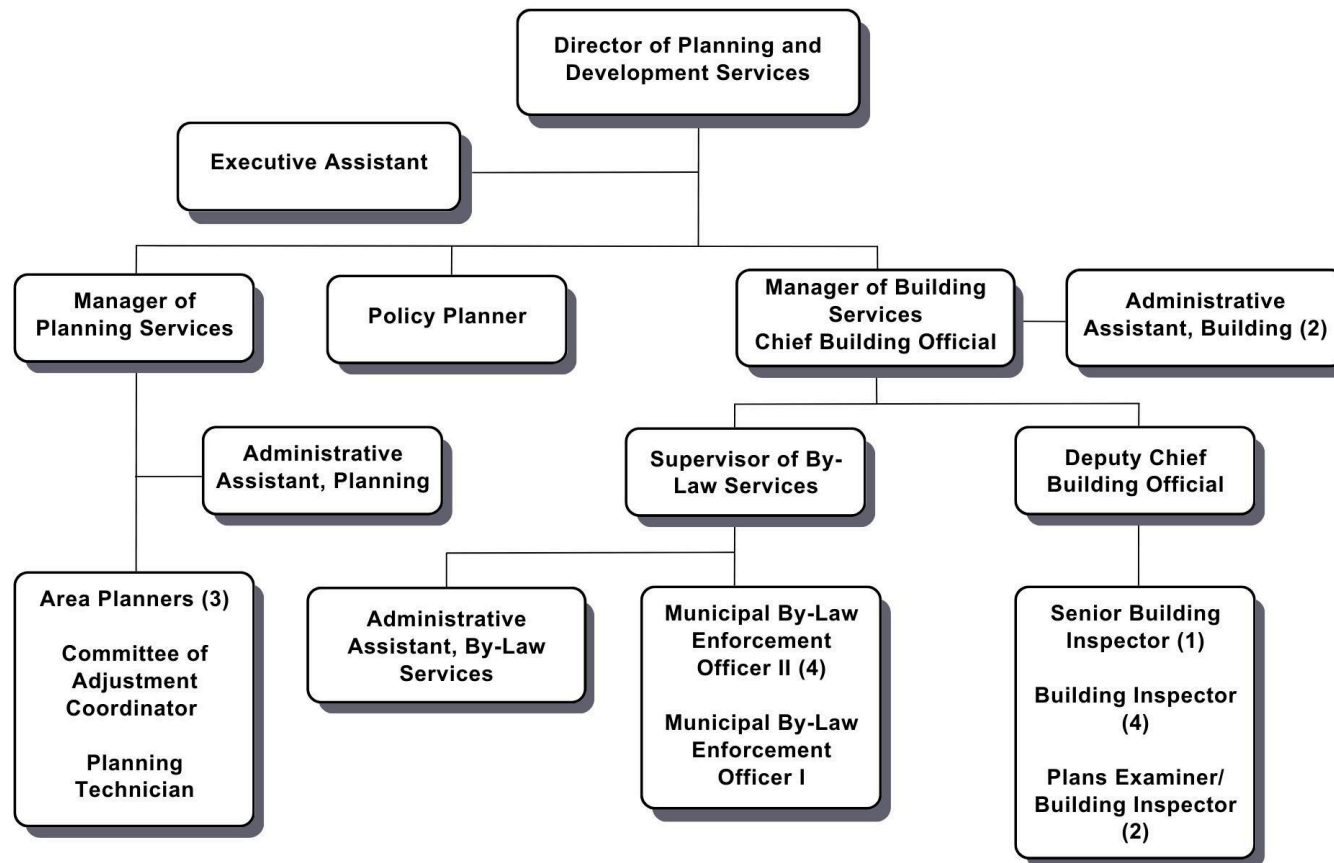 Director of Planning and
Development Services
Executive Assistant
Manager of
Planning Services
Policy Planner
Manager of Building
Services
Chief Building Official
Administrative
Assistant, Building (2)
Administrative
Assistant, Planning
Supervisor of By-
Law Services
Deputy Chief
Building Official
Area Planners (3)
Committee of
Adjustment
Coordinator
Planning
Technician
Administrative
Assistant, By-Law
Services
Municipal By-Law
Enforcement
Officer II (4)
Municipal By-Law
Enforcement
Officer I
Senior Building
Inspector (1)
Building Inspector
(4)
Plans Examiner/
Building Inspector
(2)